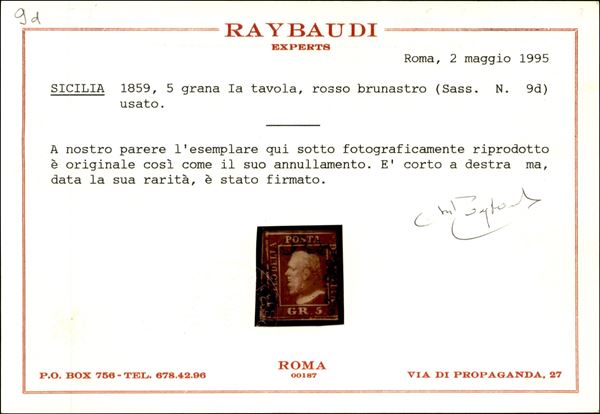 9d
RAYBAUDI
EXPERTS
Roma, 2 maggio 1995
SICILIA 1859, 5 grana Ia tavola, rosso brunastro (Sass. N. 9d)
usato.
A nostro parere l'esemplare qui sotto fotograficamente riprodotto
è originale così come il suo annullamento. E' corto a destra ma,
data la sua rarità, è stato firmato.
POSTA
GR. 5
ROMA
00187
P.O. BOX 756 - TEL. 678.42.96
VIA DI PROPAGANDA, 27